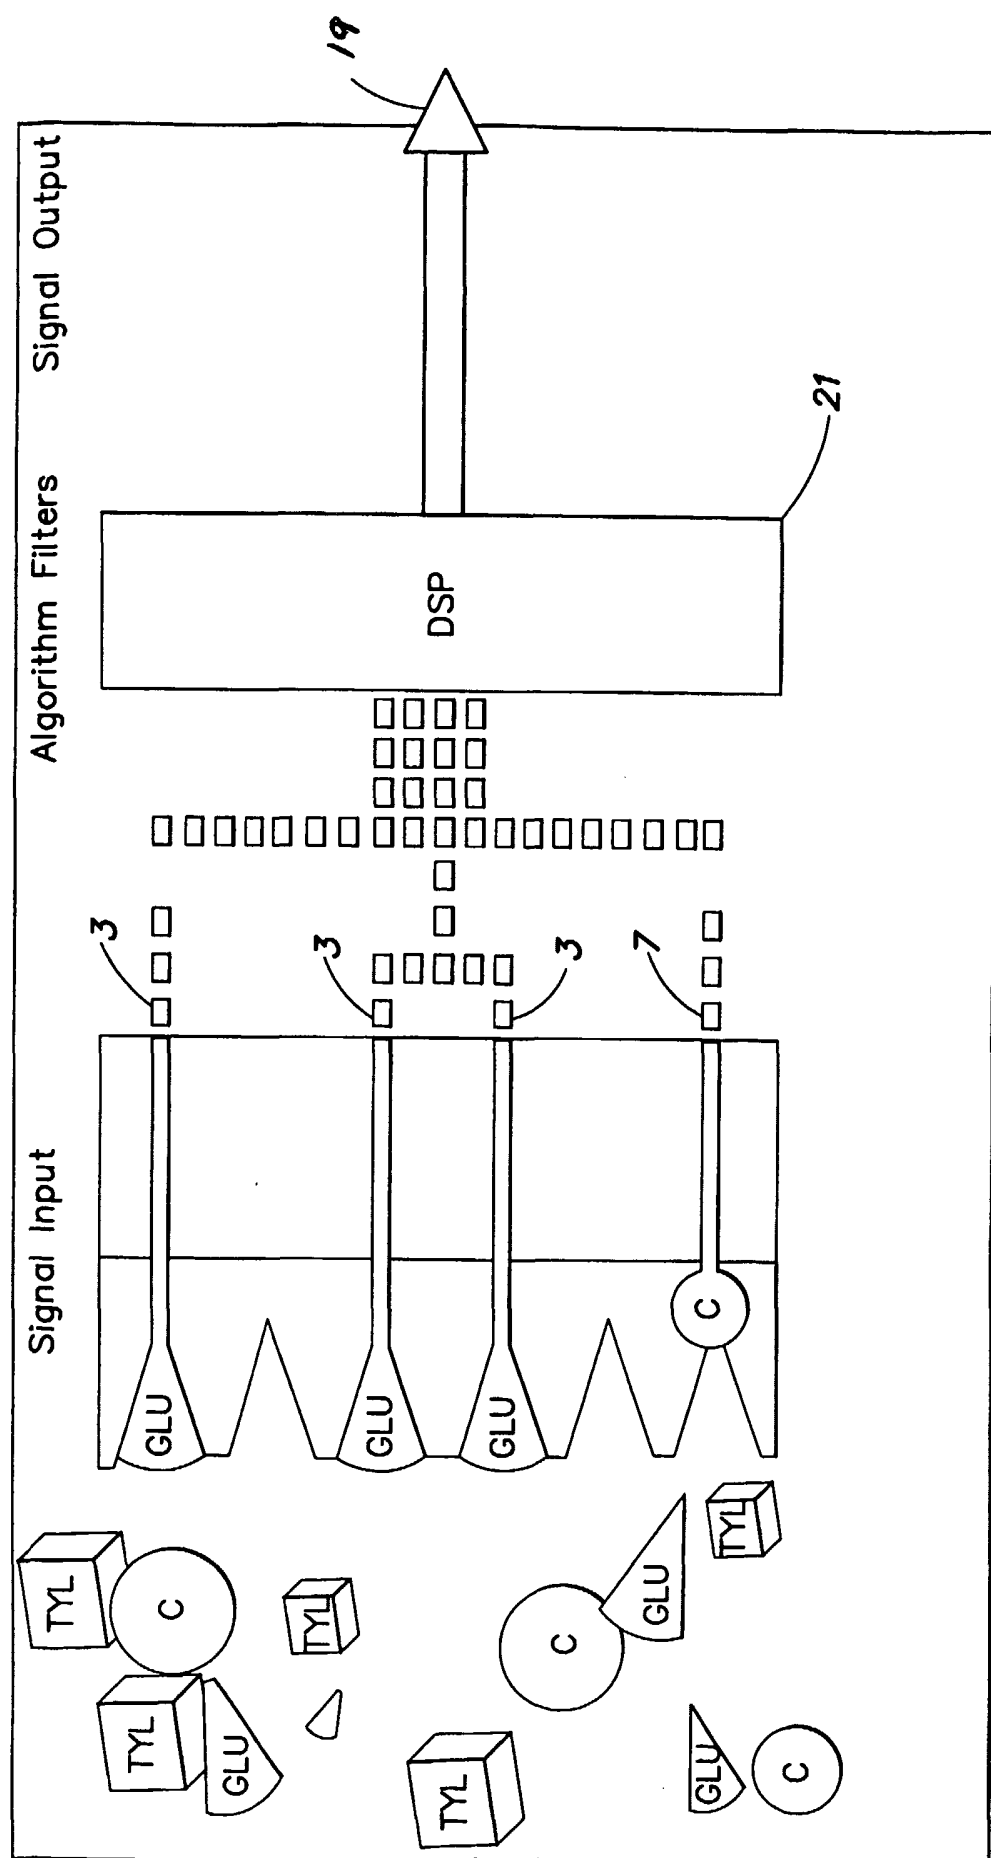 Signal Input
Algorithm Filters
Signal Output
TYL
C
TYL
GLU
TYL
TYL
C
GLU
TYL
GLU
C
GLU
GLU
GLU
C
3
3
3
7
DSP
21
19